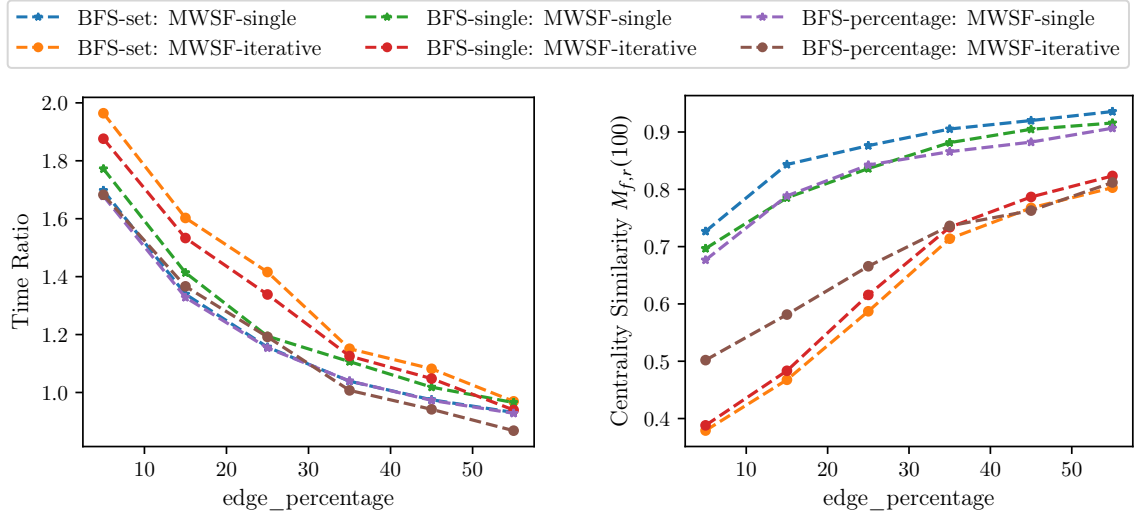 BFS-set: MWSF-single
BFS-single: MWSF-single
BFS-percentage: MWSF-single
BFS-set: MWSF-iterative
BFS-single: MWSF-iterative
BFS-percentage: MWSF-iterative
2.0
1.8
1.6
1.4
1.2
1.0
Time Ratio
10 20 30 40 50
edge_percentage
0.9
0.8
0.7
0.6
0.5
0.4
Centrality Similarity M_{f,r}(100)
10 20 30 40 50
edge_percentage